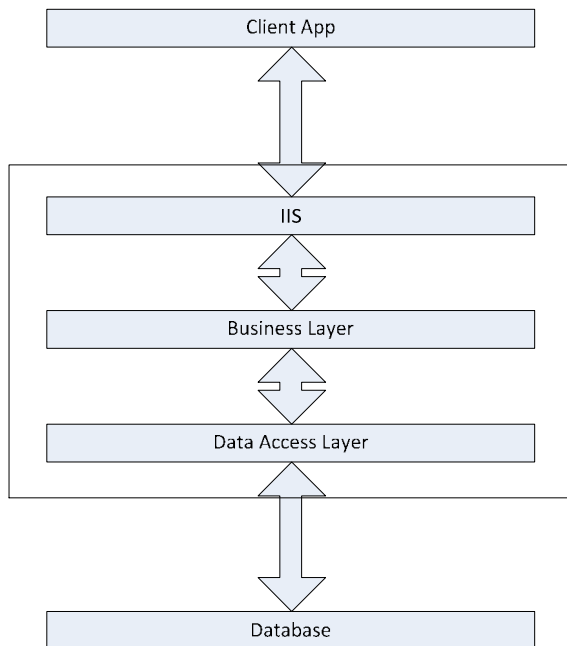 Client App
IIS
Business Layer
Data Access Layer
Database